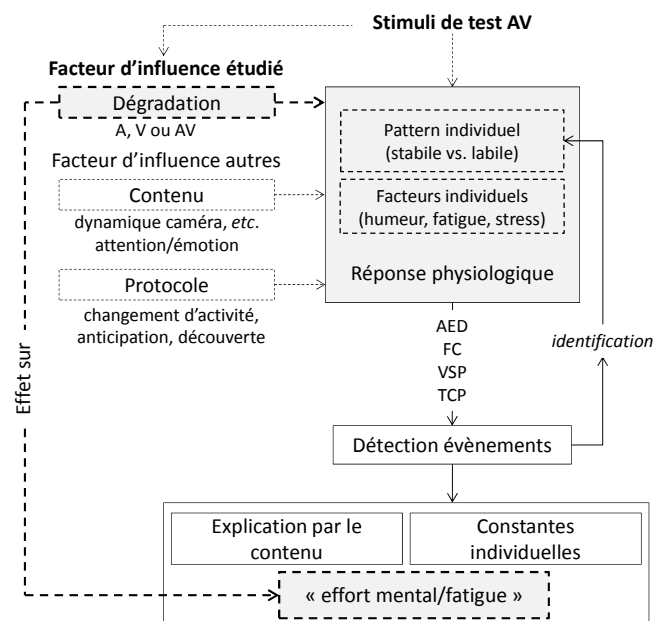 Stimuli de test AV
Facteur d’influence étudié
Dégradation
A, V ou AV
Facteur d’influence autres
Contenu
dynamique caméra, etc.
attention/émotion
Protocole
changement d’activité,
anticipation, découverte
Pattern individuel
(stabile vs. labile)
Facteurs individuels
(humeur, fatigue, stress)
Réponse physiologique
AED
FC
VSP
TCP
identification
Effet sur
Détection évènements
Explication par le
contenu
Constantes
individuelles
« effort mental/fatigue »